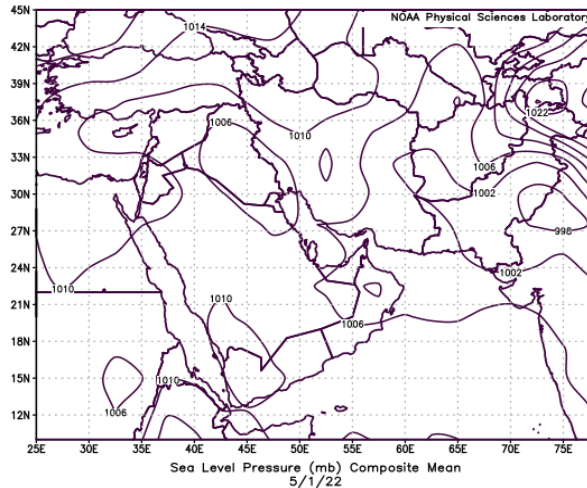 NOAA Physical Sciences Laboratory
45N
1014
42N
39N
1022
36N
1006
1010
33N
1006
30N
1002
27N
998
24N
1010
1002
21N
1010
1006
18N
15N
1010
1006
12N
25E 30E 35E 40E 45E 50E 55E 60E 65E 70E 75E
Sea Level Pressure (mb) Composite Mean
5/1/22